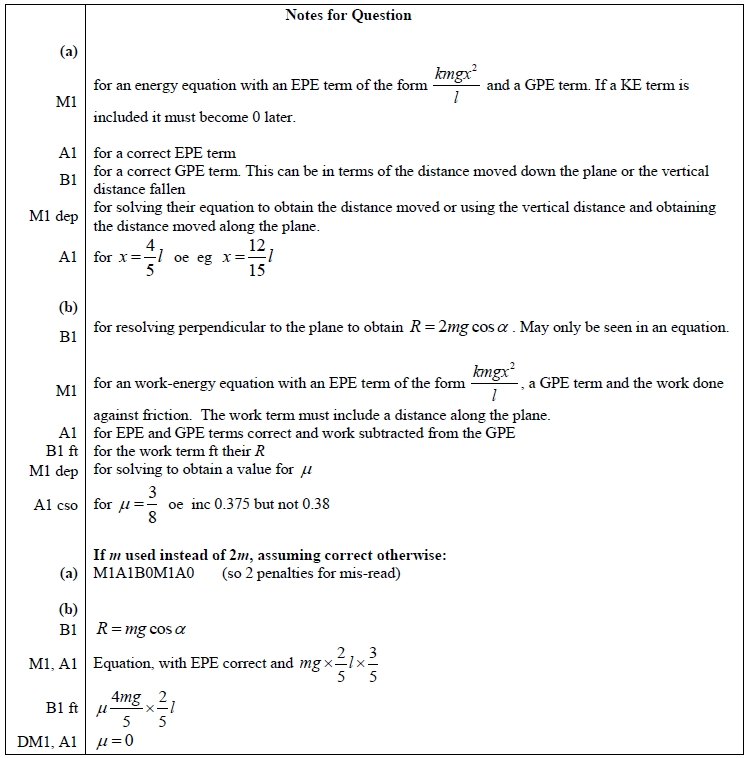 Notes for Question
(a)
M1 for an energy equation with an EPE term of the form kmgx²/l and a GPE term. If a KE term is
included it must become 0 later.
A1 for a correct EPE term
B1 for a correct GPE term. This can be in terms of the distance moved down the plane or the vertical
distance fallen
M1 dep for solving their equation to obtain the distance moved or using the vertical distance and obtaining
the distance moved along the plane.
A1 for x = 4/5 l oe eg x = 12/15 l
(b)
B1 for resolving perpendicular to the plane to obtain R = 2mg cos α . May only be seen in an equation.
M1 for an work-energy equation with an EPE term of the form kmgx²/l , a GPE term and the work done
against friction. The work term must include a distance along the plane.
A1 for EPE and GPE terms correct and work subtracted from the GPE
B1 ft for the work term ft their R
M1 dep for solving to obtain a value for μ
A1 cso for μ = 3/8 oe inc 0.375 but not 0.38
If m used instead of 2m, assuming correct otherwise:
(a) M1A1B0M1A0 (so 2 penalties for mis-read)
(b)
B1 R = mg cos α
M1, A1 Equation, with EPE correct and mg × 2/5 l × 3/5
B1 ft μ 4mg/5 × 2/5 l
DM1, A1 μ = 0